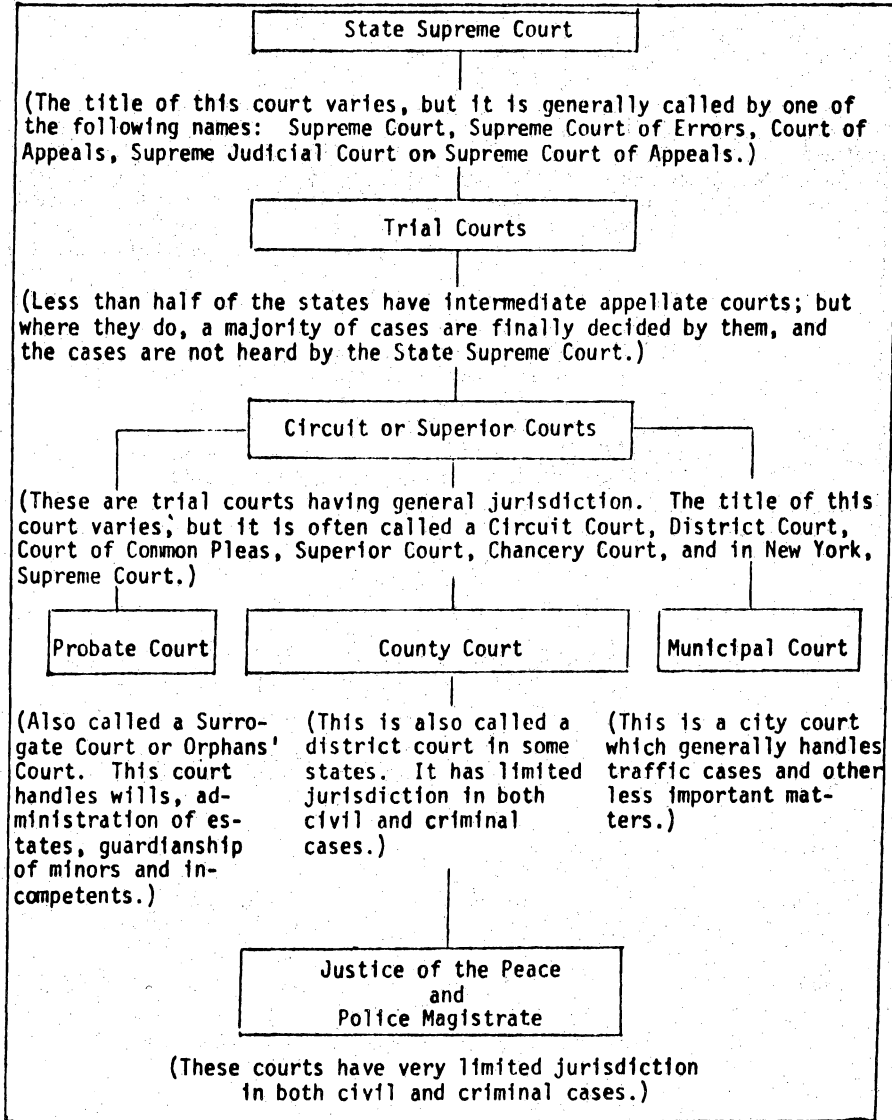 State Supreme Court
(The title of this court varies, but it is generally called by one of
the following names: Supreme Court, Supreme Court of Errors, Court of
Appeals, Supreme Judicial Court or Supreme Court of Appeals.)
Trial Courts
(Less than half of the states have intermediate appellate courts; but
where they do, a majority of cases are finally decided by them, and
the cases are not heard by the State Supreme Court.)
Circuit or Superior Courts
(These are trial courts having general jurisdiction. The title of this
court varies, but it is often called a Circuit Court, District Court,
Court of Common Pleas, Superior Court, Chancery Court, and in New York,
Supreme Court.)
Probate Court
County Court
Municipal Court
(Also called a Surro-
gate Court or Orphans'
Court. This court
handles wills, ad-
ministration of es-
tates, guardianship
of minors and in-
competents.)
(This is also called a
district court in some
states. It has limited
jurisdiction in both
civil and criminal
cases.)
(This is a city court
which generally handles
traffic cases and other
less important mat-
ters.)
Justice of the Peace
and
Police Magistrate
(These courts have very limited jurisdiction
in both civil and criminal cases.)